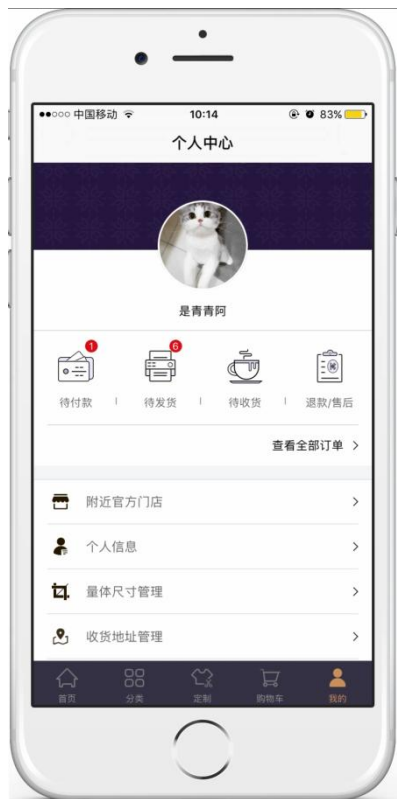 中国移动 10:14 83%
个人中心
是青青阿
1 6
待付款 待发货 待收货 退款/售后
查看全部订单
附近官方门店
个人信息
量体尺寸管理
收货地址管理
首页 分类 定制 购物车 我的